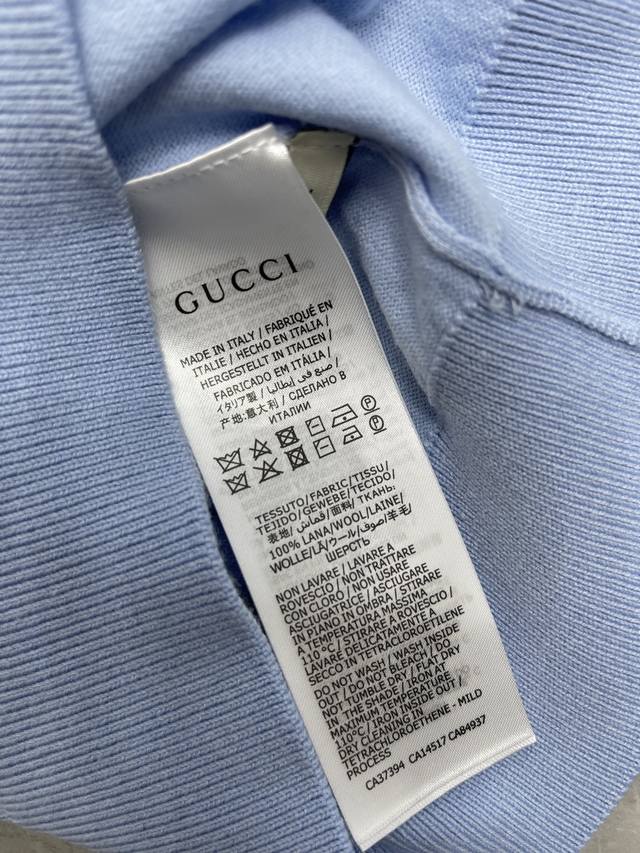 GUCCI
MADE IN ITALY / FABRIQUÉ EN
ITALIE / HECHO EN ITALIA /
HERGESTELLT IN ITALIEN /
FABRICADO EM ITÁLIA /
イタリア製 / صنع في إيطاليا /
产地:意大利 / СДЕЛАНО В
ИТАЛИИ
TESSUTO/FABRIC/TISSU/
TEJIDO/GEWEBE/TECIDO/
表地/قماش/面料/ ТКАНЬ:
100% LANA/WOOL/LAINE/
WOLLE/LÃ/ウール/صوف/羊毛/
ШЕРСТЬ
NON LAVARE / LAVARE A
ROVESCIO / NON TRATTARE
CON CLORO / NON USARE
ASCIUGATRICE / ASCIUGARE
IN PIANO IN OMBRA / STIRARE
A TEMPERATURA MASSIMA
110°C / STIRARE A ROVESCIO /
LAVARE DELICATAMENTE A
SECCO IN TETRACLOROETILENE
DO NOT WASH / WASH INSIDE
OUT / DO NOT BLEACH / DO
NOT TUMBLE DRY / FLAT DRY
IN THE SHADE / IRON AT
MAXIMUM TEMPERATURE
110°C / IRON INSIDE OUT /
DRY CLEANING IN
TETRACHLOROETHENE - MILD
PROCESS
CA37394 CA14517 CA84937